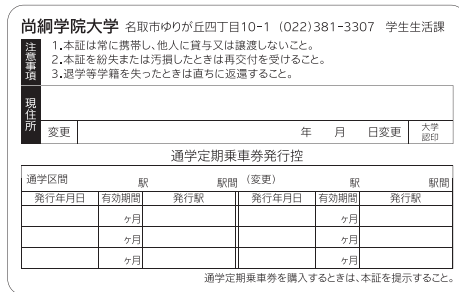 尚絅学院大学 名取市ゆりが丘四丁目10-1 (022)381-3307 学生生活課
注意事項
1.本証は常に携帯し、他人に貸与又は譲渡しないこと。
2.本証を紛失または汚損したときは再交付を受けること。
3.退学等学籍を失ったときは直ちに返還すること。
現住所
変更 年 月 日変更 大学認印
通学定期乗車券発行控
通学区間 駅 駅間 (変更) 駅 駅間
発行年月日 有効期間 発行駅 発行年月日 有効期間 発行駅
ヶ月 ヶ月
ヶ月 ヶ月
ヶ月 ヶ月
通学定期乗車券を購入するときは、本証を提示すること。